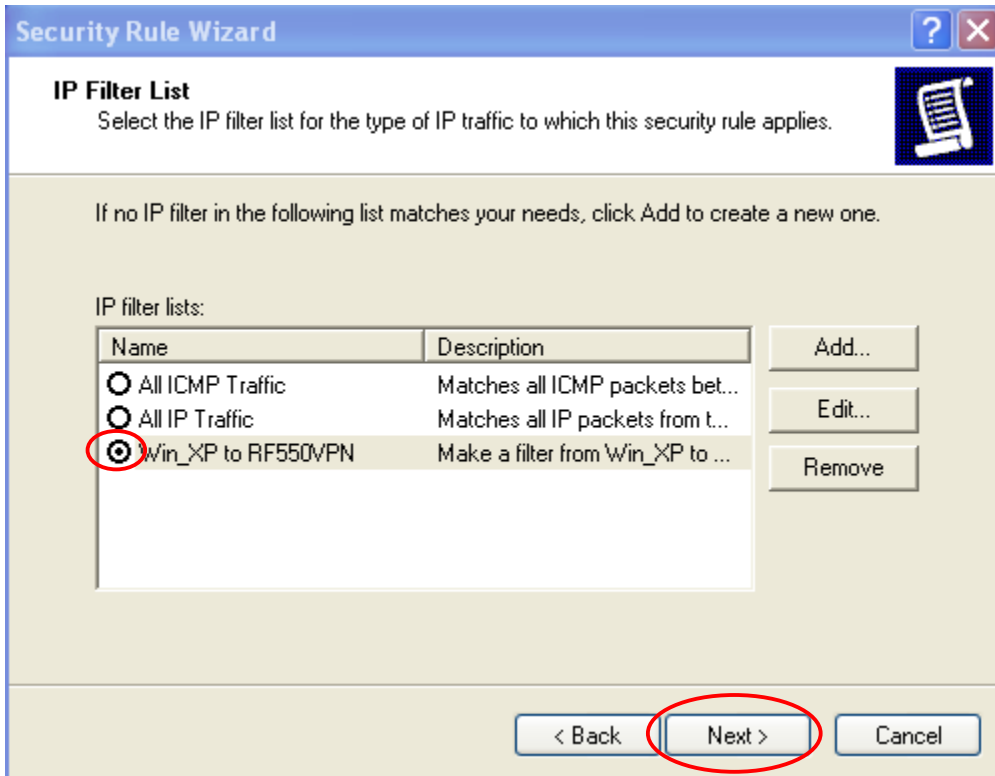 Security Rule Wizard
IP Filter List
Select the IP filter list for the type of IP traffic to which this security rule applies.
If no IP filter in the following list matches your needs, click Add to create a new one.
IP filter lists:
Name Description
All ICMP Traffic Matches all ICMP packets bet...
All IP Traffic Matches all IP packets from t...
Win_XP to RF550VPN Make a filter from Win_XP to ...
Add...
Edit...
Remove
< Back Next > Cancel